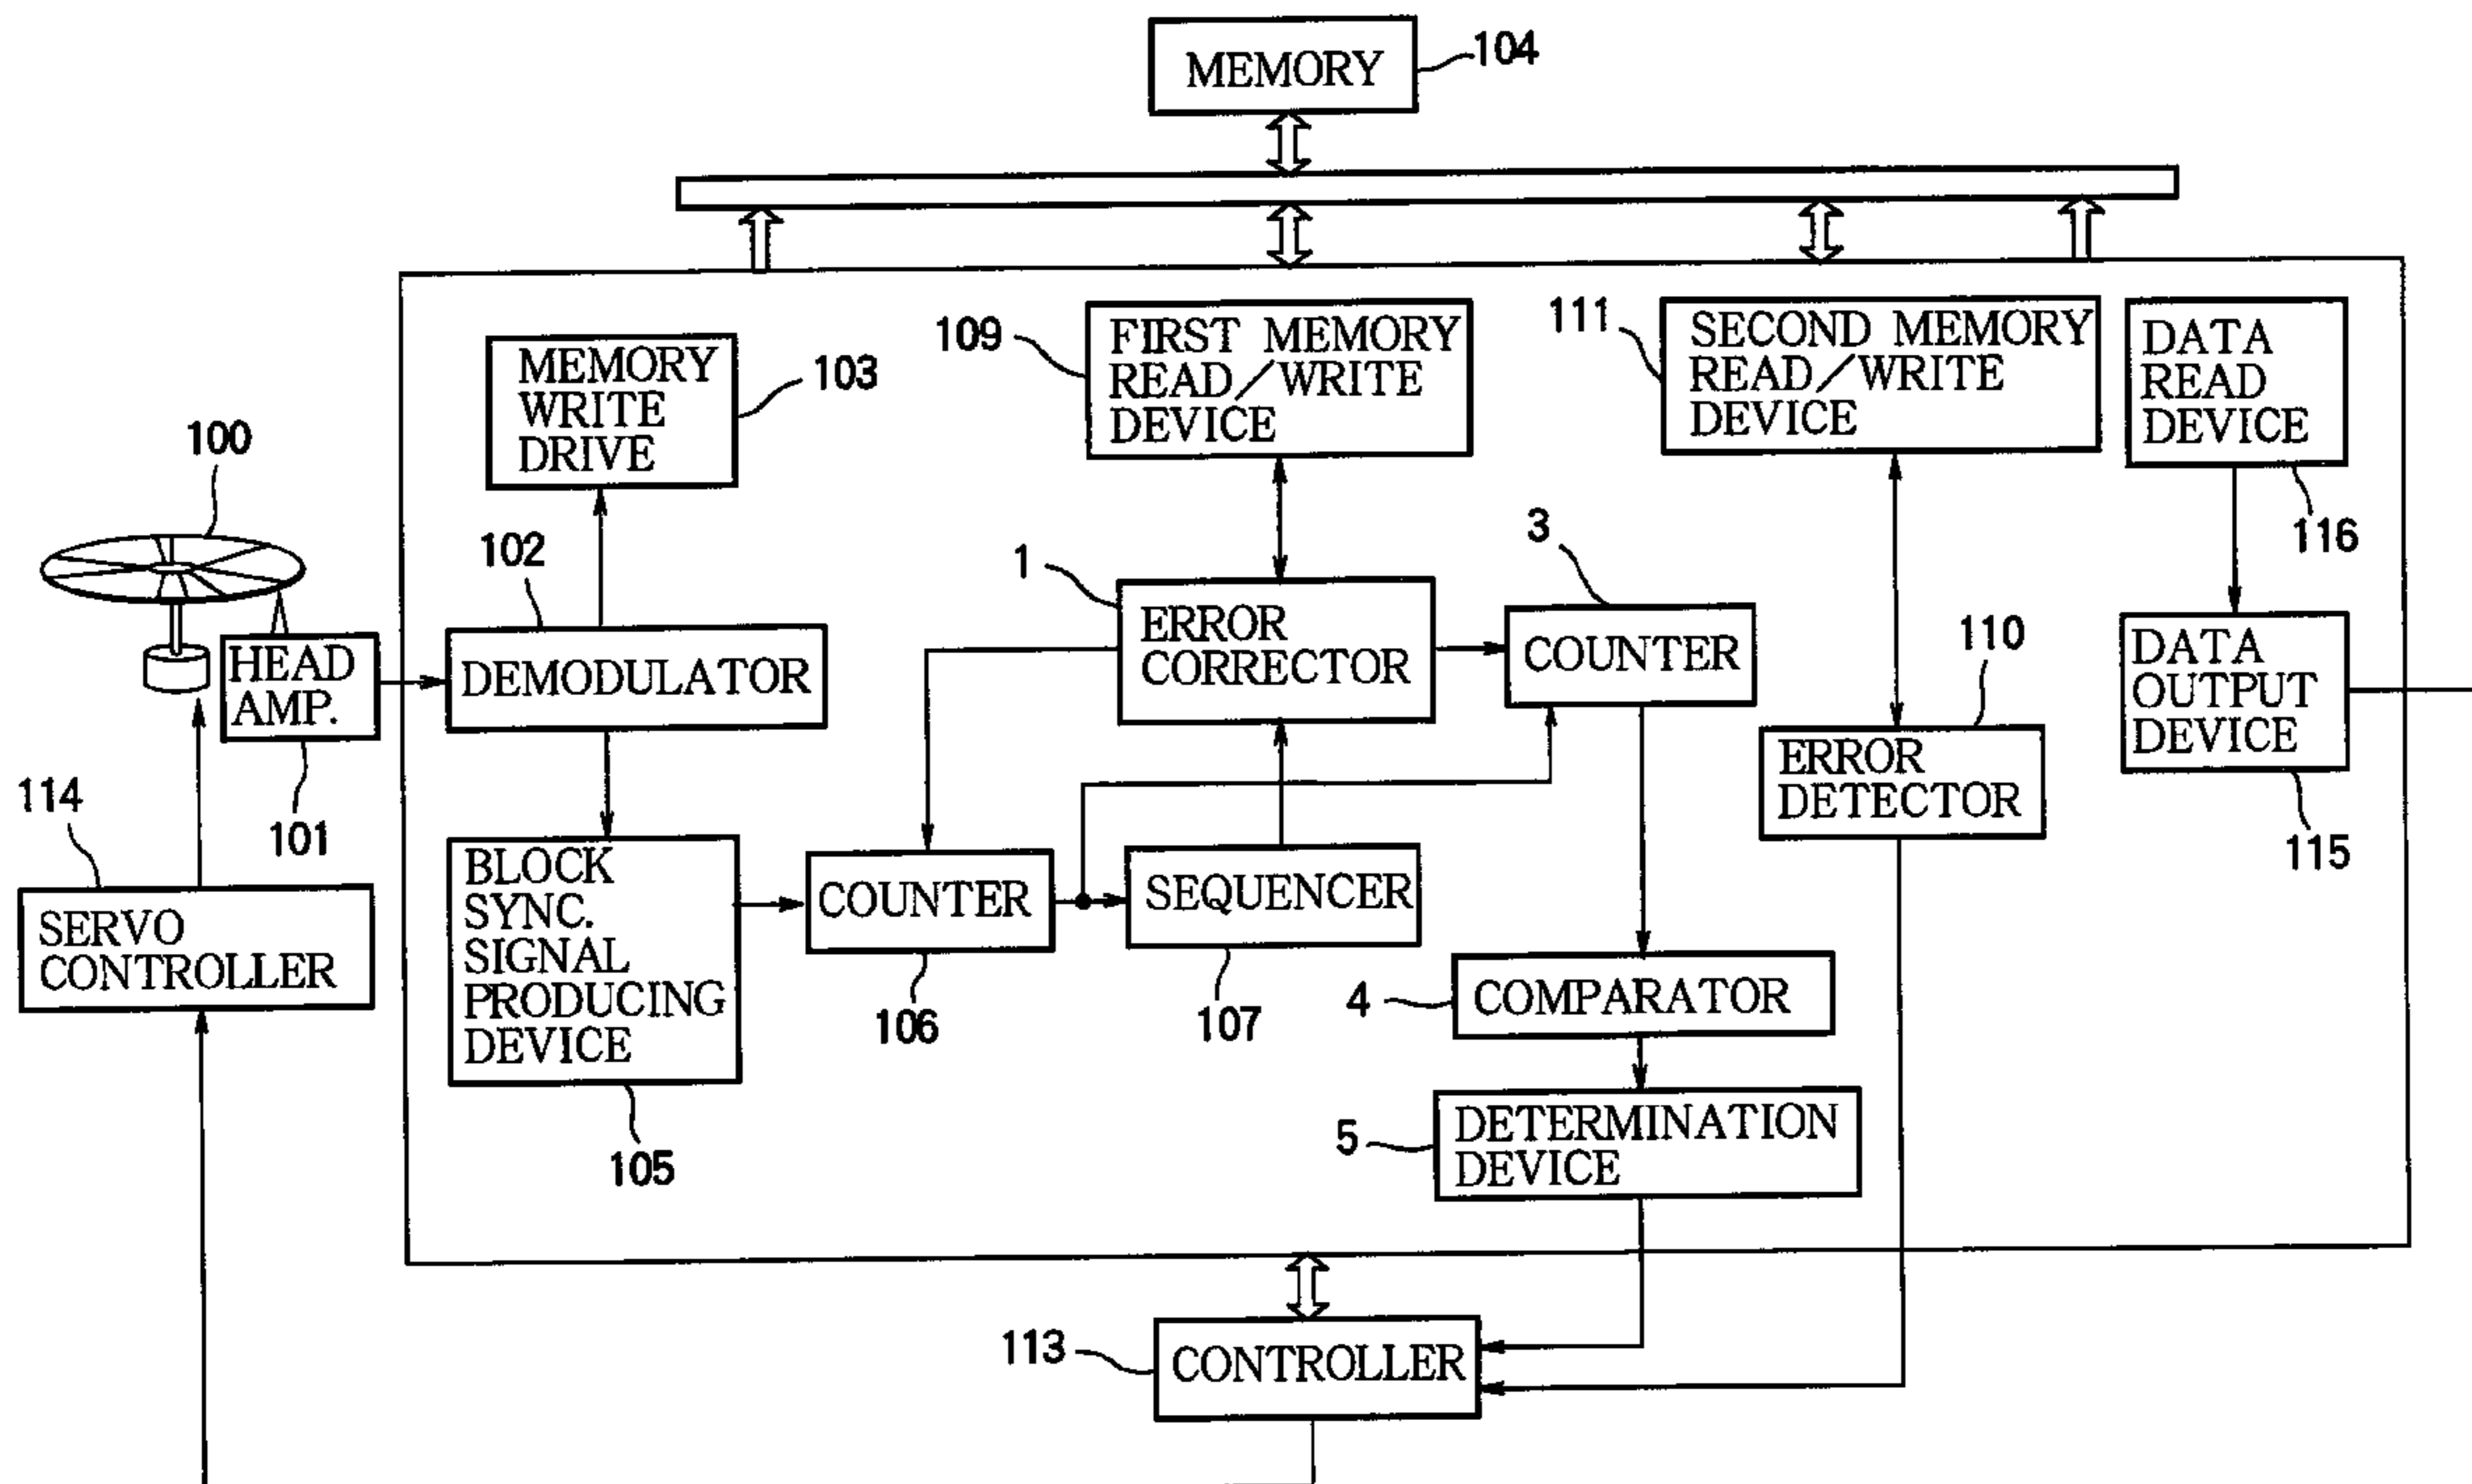 MEMORY
104
MEMORY
WRITE
DRIVE
103
109
FIRST MEMORY
READ/WRITE
DEVICE
111
SECOND MEMORY
READ/WRITE
DEVICE
DATA
READ
DEVICE
116
100
102
DEMODULATOR
HEAD
AMP.
101
1
ERROR
CORRECTOR
3
COUNTER
110
ERROR
DETECTOR
DATA
OUTPUT
DEVICE
115
114
SERVO
CONTROLLER
BLOCK
SYNC.
SIGNAL
PRODUCING
DEVICE
105
COUNTER
106
SEQUENCER
107
4
COMPARATOR
5
DETERMINATION
DEVICE
113
CONTROLLER